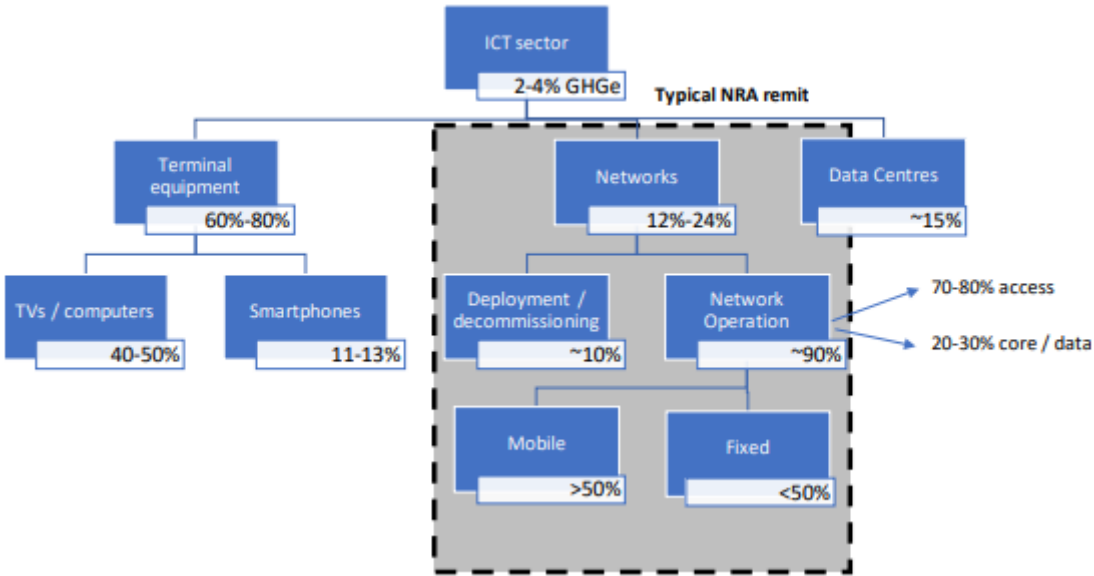 ICT sector
2-4% GHGe
Typical NRA remit
Terminal
equipment
60%-80%
Networks
12%-24%
Data Centres
~15%
TVs / computers
40-50%
Smartphones
11-13%
Deployment /
decommissioning
~10%
Network
Operation
~90%
70-80% access
20-30% core / data
Mobile
>50%
Fixed
<50%